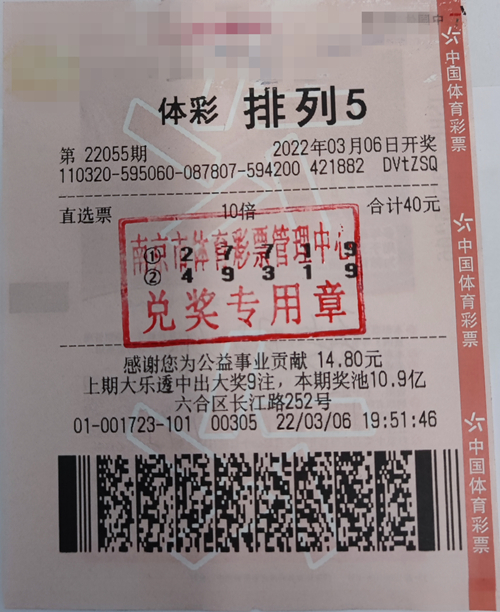 体彩 排列5
第 22055期 2022年03月06日开奖
110320-595060-087807-594200 421882 DVtZSQ
直选票 10倍 合计40元
南京市体育彩票管理中心
① 2 7 7 1 9
② 4 9 3 1 9
兑奖专用章
感谢您为公益事业贡献 14.80元
上期大乐透中出大奖9注，本期奖池10.9亿
六合区长江路252号
01-001723-101 00305 22/03/06 19:51:46
中国体育彩票
中国体育彩票
中国体育彩票